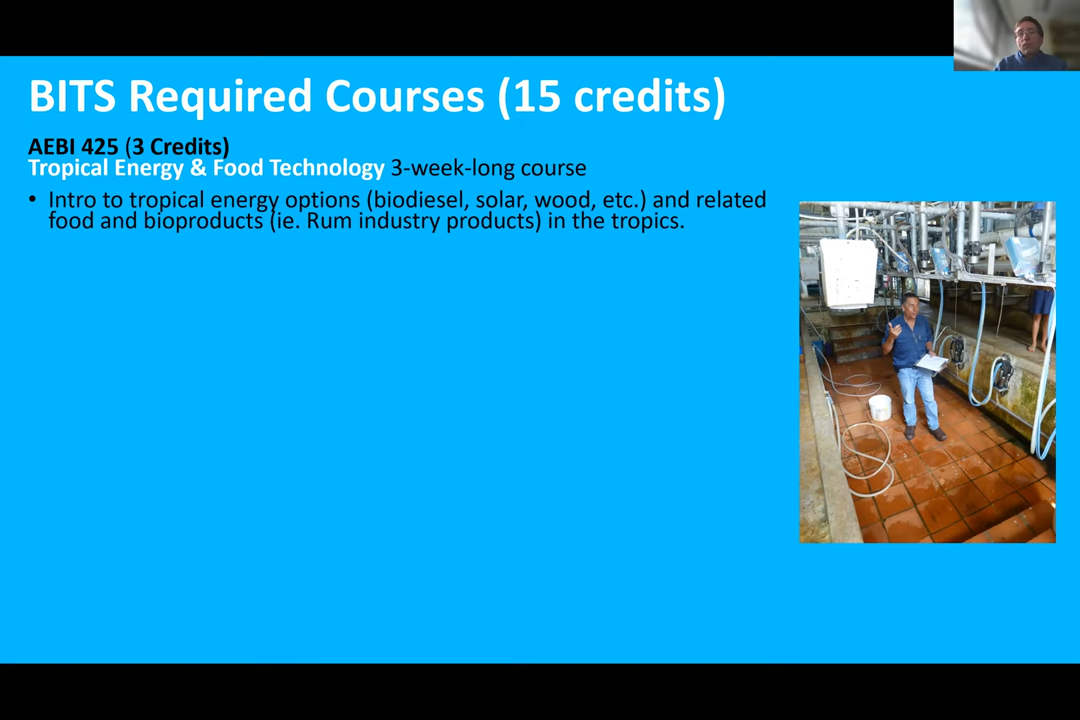 BITS Required Courses (15 credits)
AEBI 425 (3 Credits)
Tropical Energy & Food Technology 3-week-long course
• Intro to tropical energy options (biodiesel, solar, wood, etc.) and related
food and bioproducts (ie. Rum industry products) in the tropics.